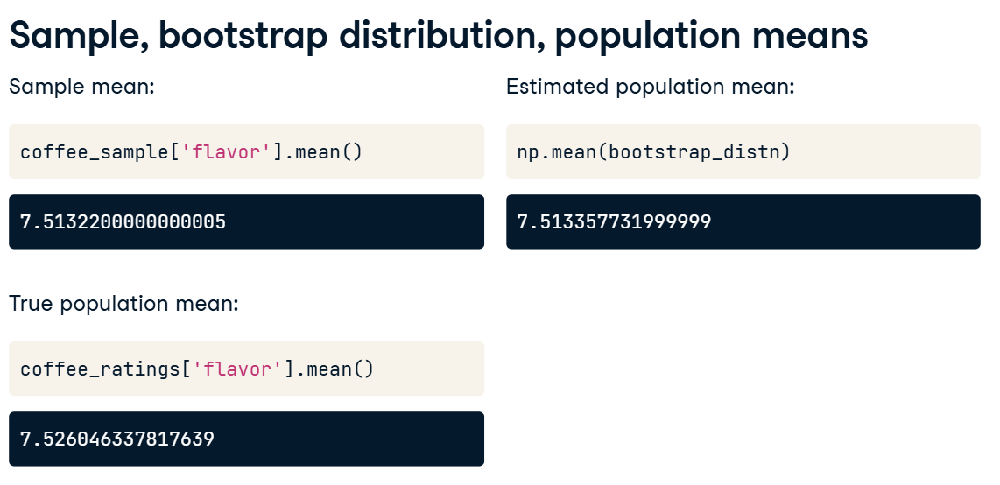 Sample, bootstrap distribution, population means
Sample mean:
coffee_sample['flavor'].mean()
7.5132200000000005
Estimated population mean:
np.mean(bootstrap_distn)
7.513357731999999
True population mean:
coffee_ratings['flavor'].mean()
7.526046337817639